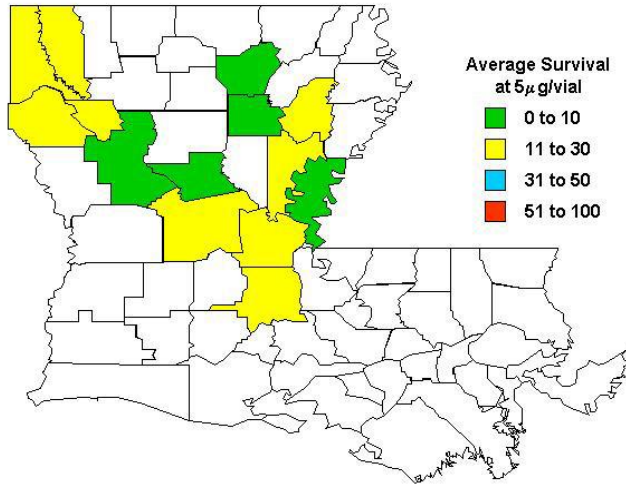 Average Survival
at 5µg/vial
0 to 10
11 to 30
31 to 50
51 to 100